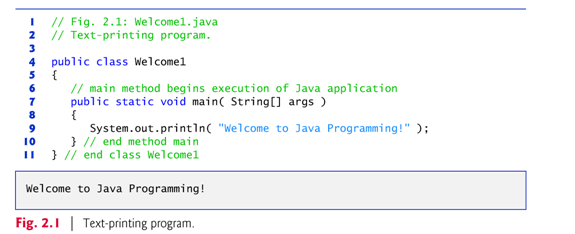 1 // Fig. 2.1: Welcome1.java
2 // Text-printing program.
3
4 public class Welcome1
5 {
6 // main method begins execution of Java application
7 public static void main( String[] args )
8 {
9 System.out.println( "Welcome to Java Programming!" );
10 } // end method main
11 } // end class Welcome1
Welcome to Java Programming!
Fig. 2.1 | Text-printing program.